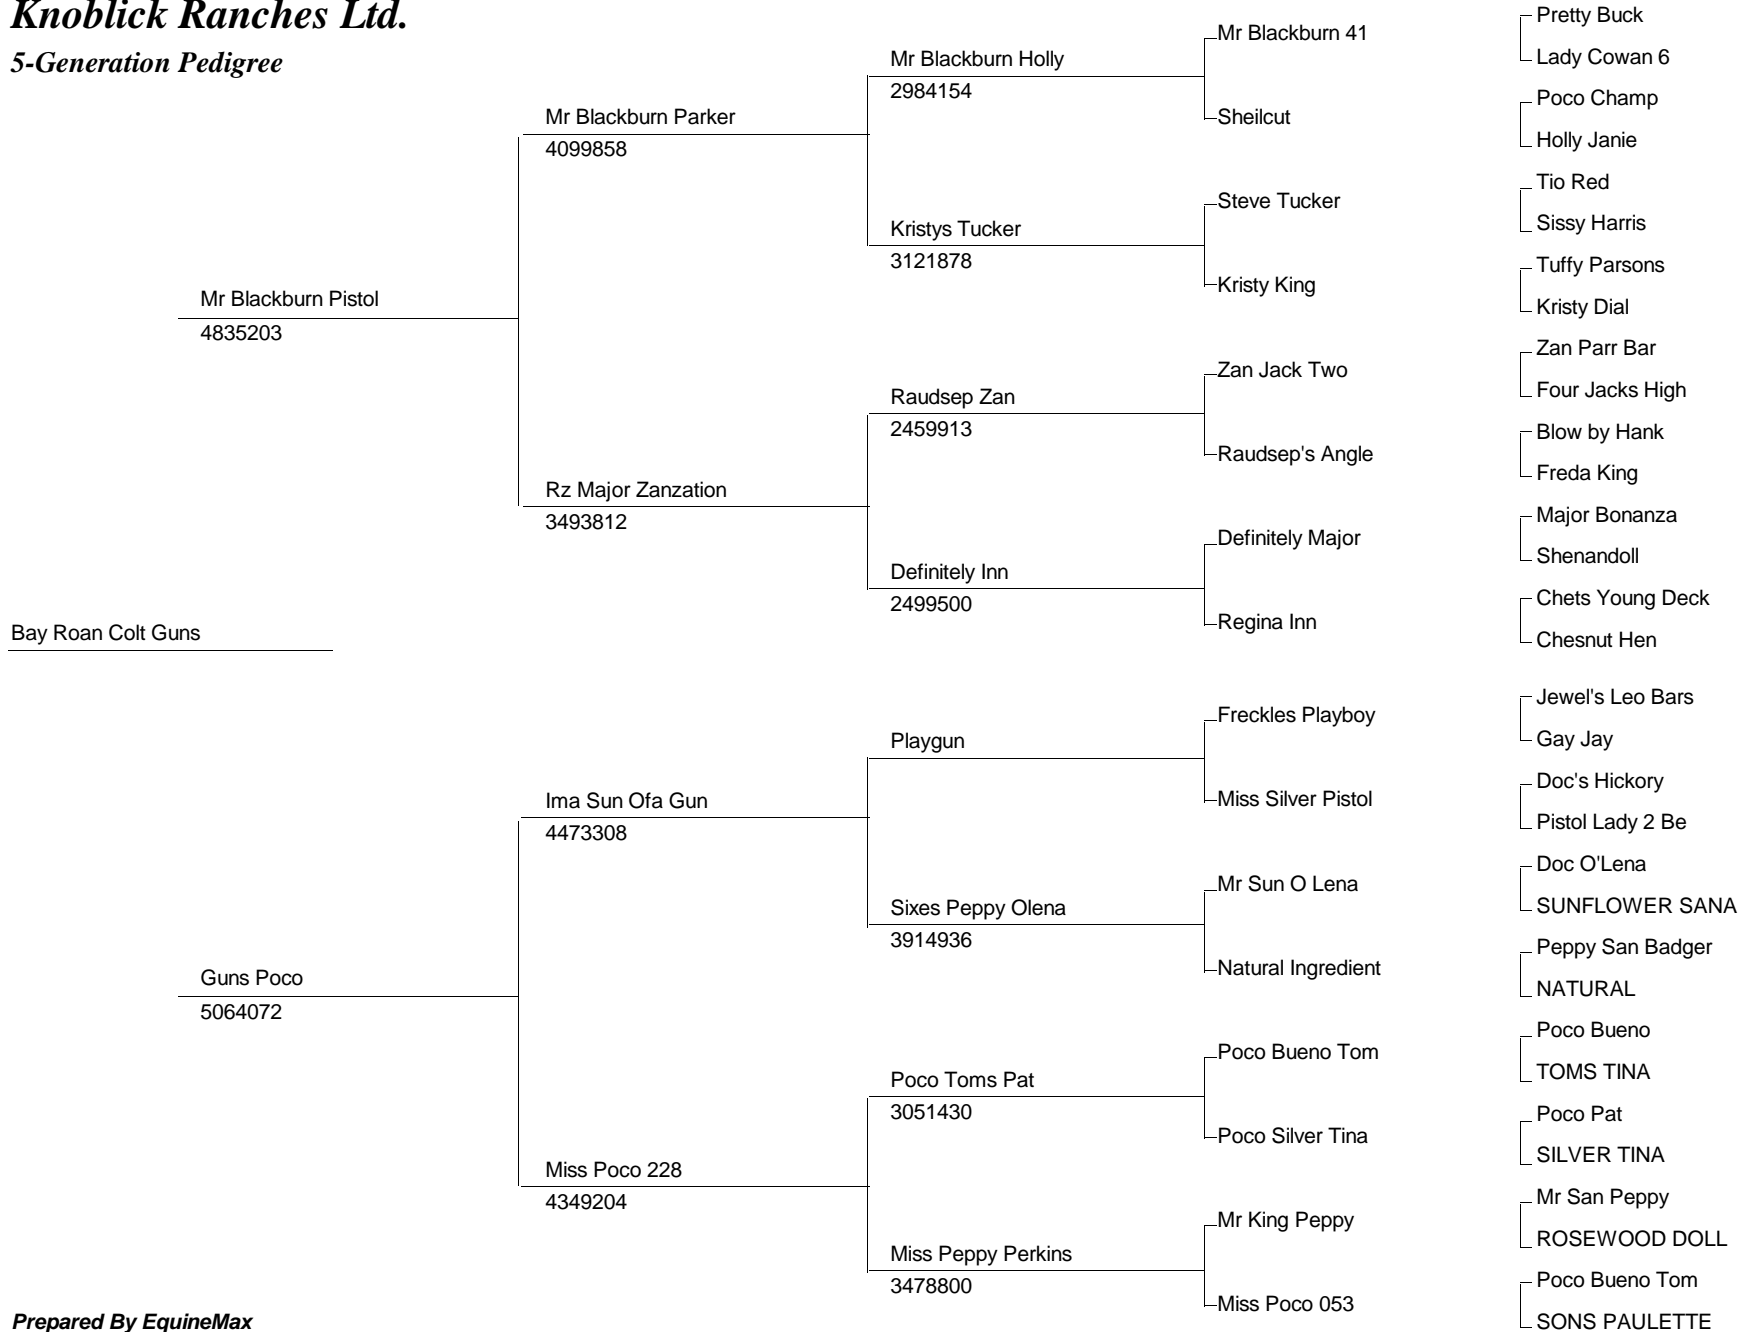 Knoblick Ranches Ltd.
5-Generation Pedigree
Bay Roan Colt Guns
Mr Blackburn Pistol
4835203
Guns Poco
5064072
Mr Blackburn Parker
4099858
Rz Major Zanzation
3493812
Ima Sun Ofa Gun
4473308
Miss Poco 228
4349204
Mr Blackburn Holly
2984154
Kristys Tucker
3121878
Raudsep Zan
2459913
Definitely Inn
2499500
Playgun
Sixes Peppy Olena
3914936
Poco Toms Pat
3051430
Miss Peppy Perkins
3478800
Mr Blackburn 41
Sheilcut
Steve Tucker
Kristy King
Zan Jack Two
Raudsep's Angle
Definitely Major
Regina Inn
Freckles Playboy
Miss Silver Pistol
Mr Sun O Lena
Natural Ingredient
Poco Bueno Tom
Poco Silver Tina
Mr King Peppy
Miss Poco 053
Pretty Buck
Lady Cowan 6
Poco Champ
Holly Janie
Tio Red
Sissy Harris
Tuffy Parsons
Kristy Dial
Zan Parr Bar
Four Jacks High
Blow by Hank
Freda King
Major Bonanza
Shenandoll
Chets Young Deck
Chesnut Hen
Jewel's Leo Bars
Gay Jay
Doc's Hickory
Pistol Lady 2 Be
Doc O'Lena
SUNFLOWER SANA
Peppy San Badger
NATURAL
Poco Bueno
TOMS TINA
Poco Pat
SILVER TINA
Mr San Peppy
ROSEWOOD DOLL
Poco Bueno Tom
SONS PAULETTE
Prepared By EquineMax